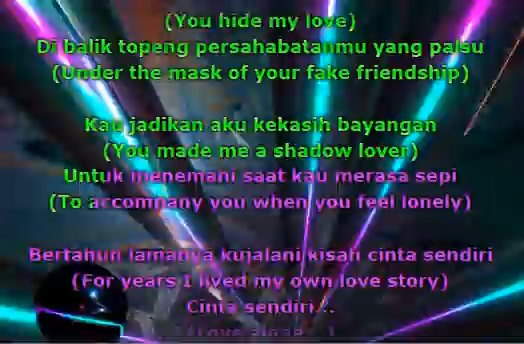 (You hide my love)
Di balik topeng persahabatanmu yang palsu
(Under the mask of your fake friendship)
Kau jadikan aku kekasih bayangan
(You made me a shadow lover)
Untuk menemani saat kau merasa sepi
(To accompany you when you feel lonely)
Bertahun lamanya kujalani kisah cinta sendiri
(For years I lived my own love story)
Cinta sendiri...
(Love alone...)